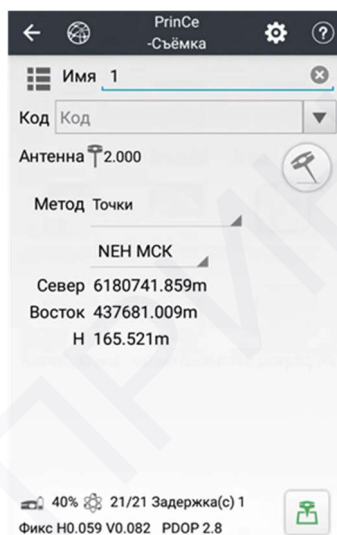 PrinCe
-Съёмка
Имя 1
Код Код
Антенна 2.000
Метод Точки
NEH МСК
Север 6180741.859m
Восток 437681.009m
H 165.521m
40% 21/21 Задержка(с) 1
Фикс H0.059 V0.082 PDOP 2.8